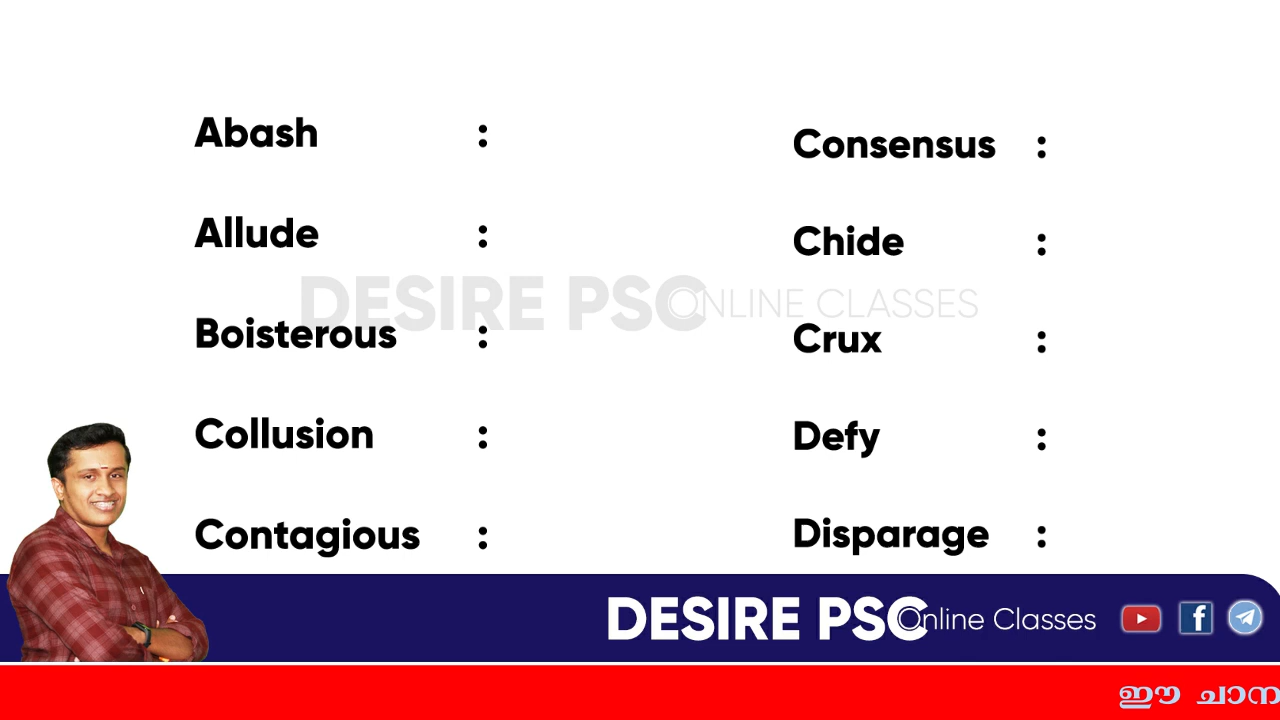 Abash :
Allude :
Boisterous :
Collusion :
Contagious :
Consensus :
Chide :
Crux :
Defy :
Disparage :
DESIRE PSC ONLINE CLASSES
DESIRE PSC Online Classes
ഈ ചാന